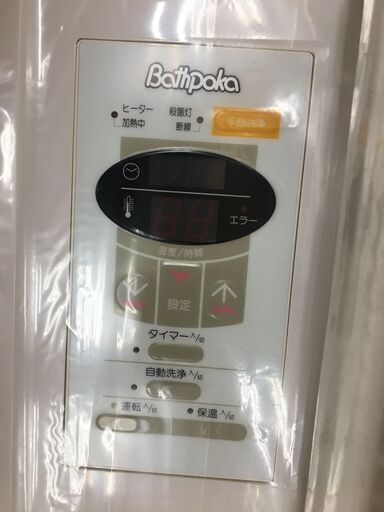 Bathpoka
ヒーター 加熱中
殺菌灯 断線
手動洗浄
エラー
温度/時間
設定
タイマー入/切
自動洗浄入/切
運転入/切
保温入/切